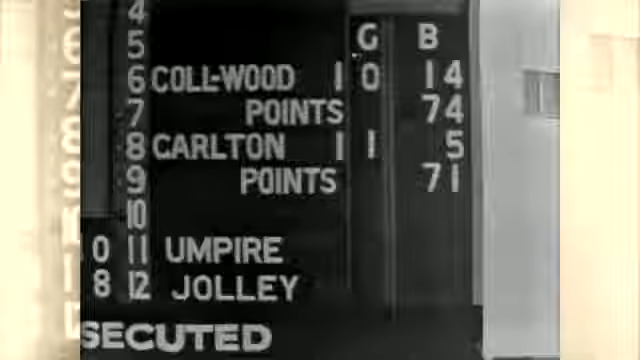 4
5 G B
6 COLL-WOOD 10 14
7 POINTS 74
8 CARLTON 11 5
9 POINTS 71
10
0 11 UMPIRE
8 12 JOLLEY
SECUTED